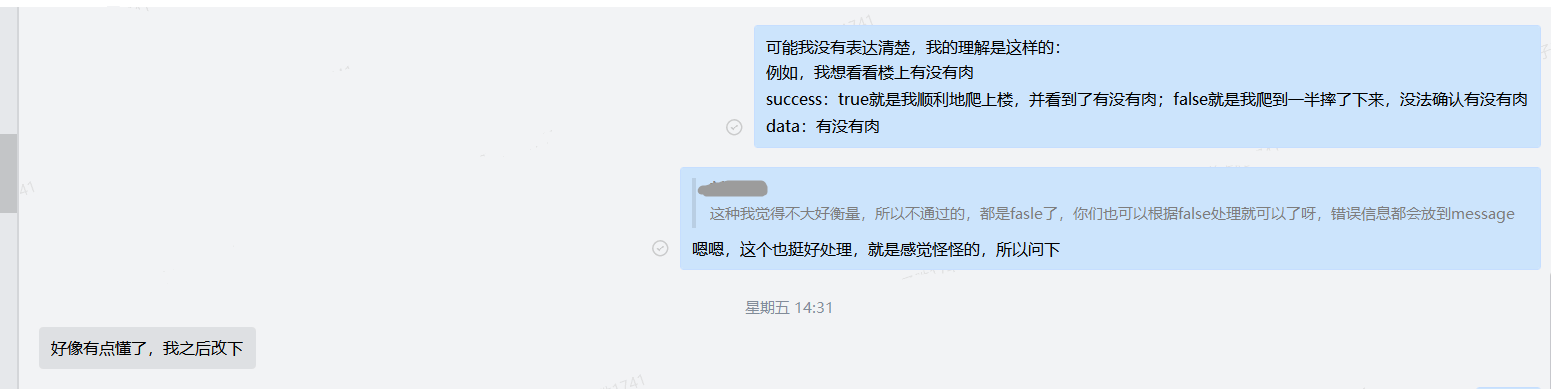 可能我没有表达清楚，我的理解是这样的：
例如，我想看看楼上有没有肉
success：true就是我顺利地爬上楼，并看到了有没有肉；false就是我爬到一半摔了下来，没法确认有没有肉
data：有没有肉
这种我觉得不大好衡量，所以不通过的，都是fasle了，你们也可以根据false处理就可以了呀，错误信息都会放到message
嗯嗯，这个也挺好处理，就是感觉怪怪的，所以问下
星期五 14:31
好像有点懂了，我之后改下